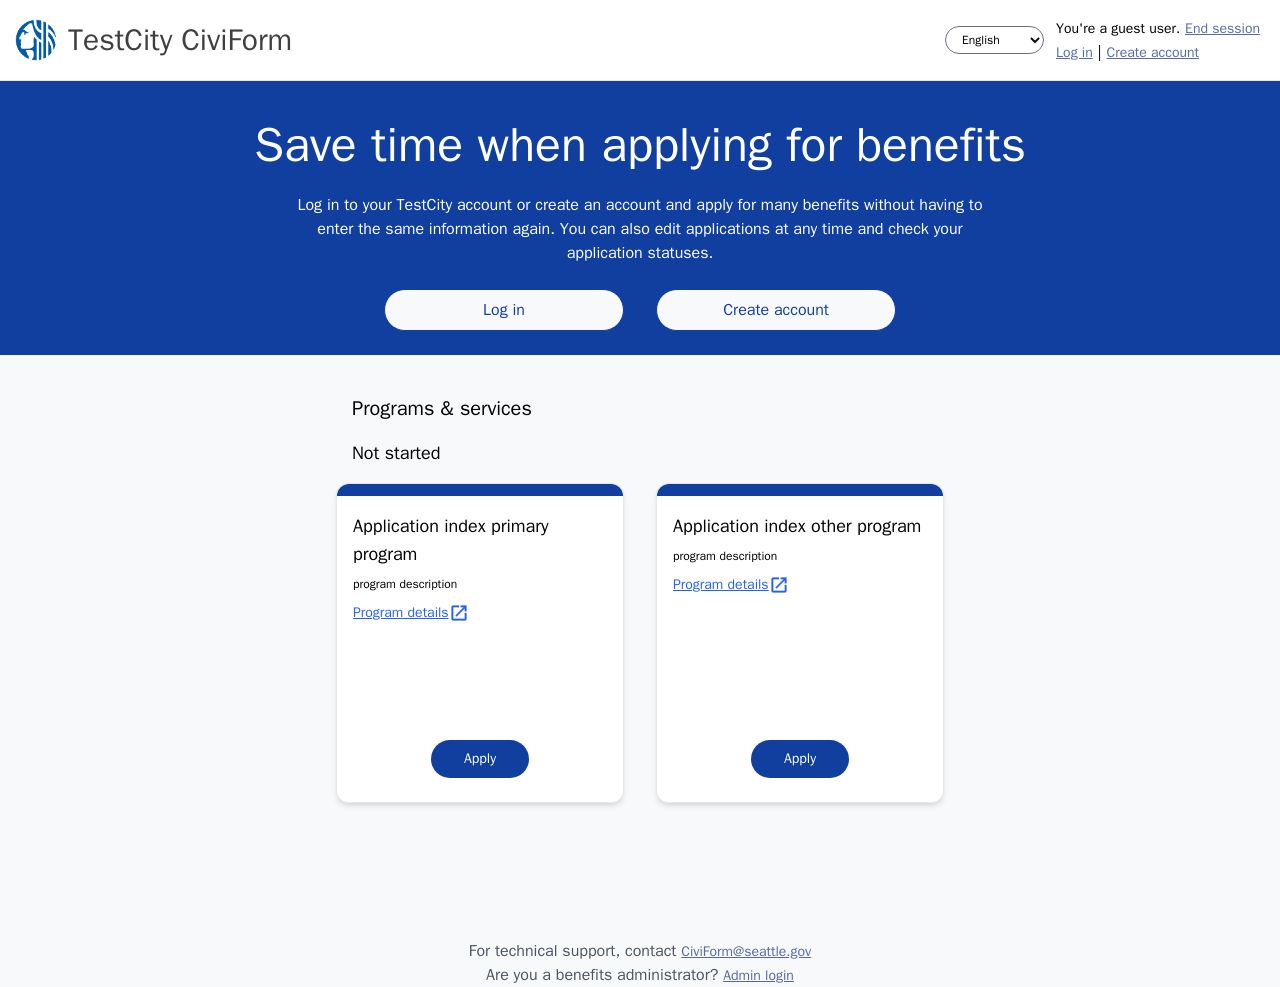 TestCity CiviForm
English
You're a guest user. End session
Log in | Create account
Save time when applying for benefits
Log in to your TestCity account or create an account and apply for many benefits without having to
enter the same information again. You can also edit applications at any time and check your
application statuses.
Log in
Create account
Programs & services
Not started
Application index primary
program
program description
Program details
Apply
Application index other program
program description
Program details
Apply
For technical support, contact CiviForm@seattle.gov
Are you a benefits administrator? Admin login